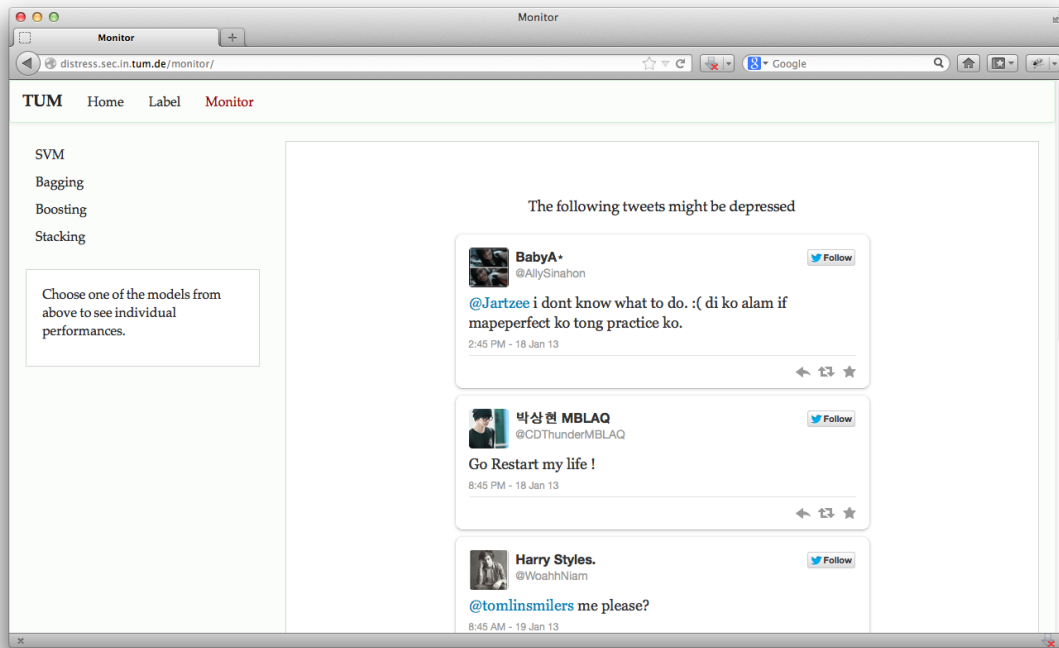 Monitor
Monitor
distress.sec.in.tum.de/monitor/
Google
TUM Home Label Monitor
SVM
Bagging
Boosting
Stacking
Choose one of the models from
above to see individual
performances.
The following tweets might be depressed
BabyA⋆
Follow
@AllySinahon
@Jartzee i dont know what to do. :( di ko alam if
mapeperfect ko tong practice ko.
2:45 PM - 18 Jan 13
박상현 MBLAQ
Follow
@CDThunderMBLAQ
Go Restart my life !
8:45 PM - 18 Jan 13
Harry Styles.
Follow
@WoahhNiam
@tomlinsmilers me please?
8:45 AM - 19 Jan 13